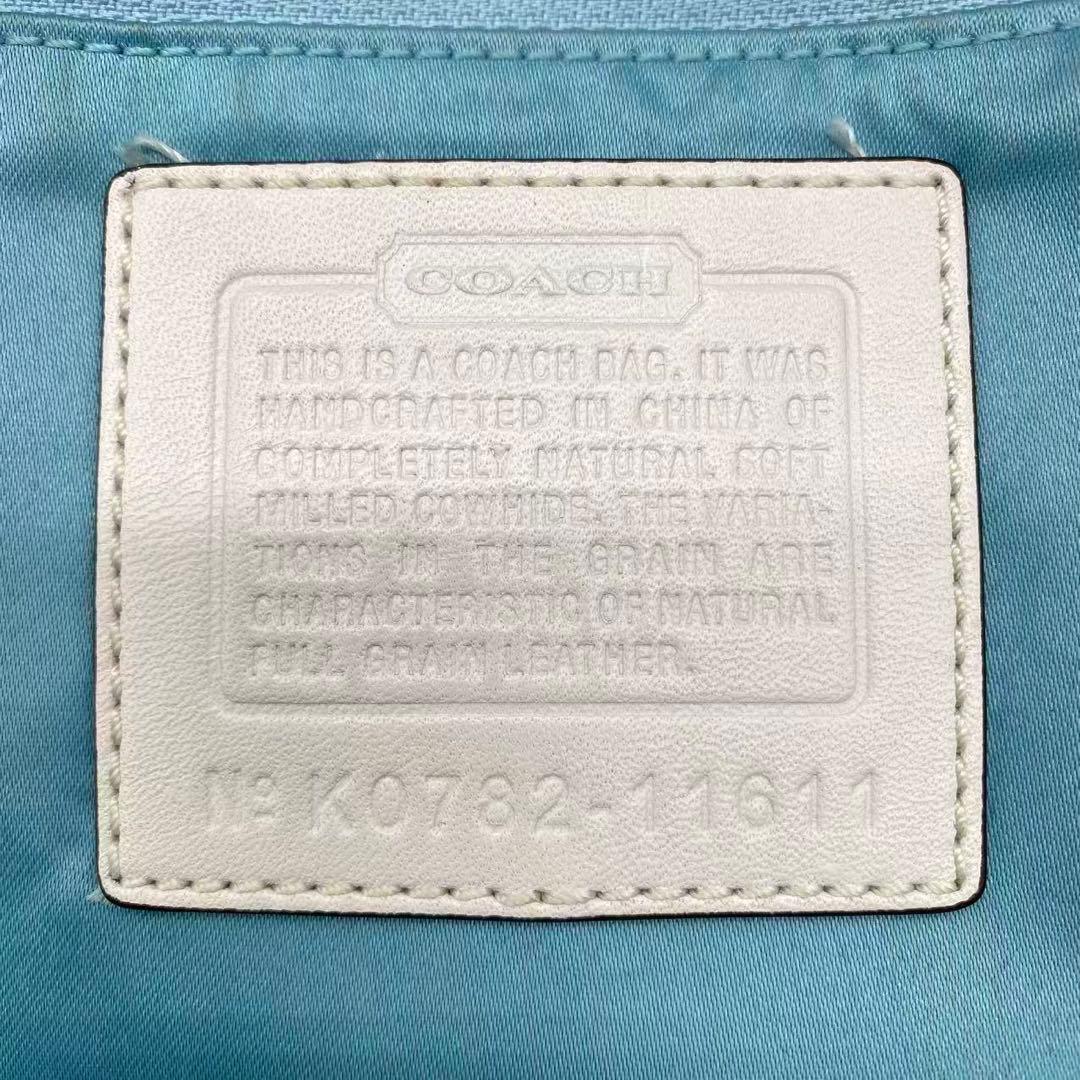 COACH
THIS IS A COACH BAG. IT WAS
HANDCRAFTED IN CHINA OF
COMPLETELY NATURAL SOFT
MILLED COWHIDE. THE VARIA-
TIONS IN THE GRAIN ARE
CHARACTERISTIC OF NATURAL
FULL GRAIN LEATHER.
Nº K0782-11611